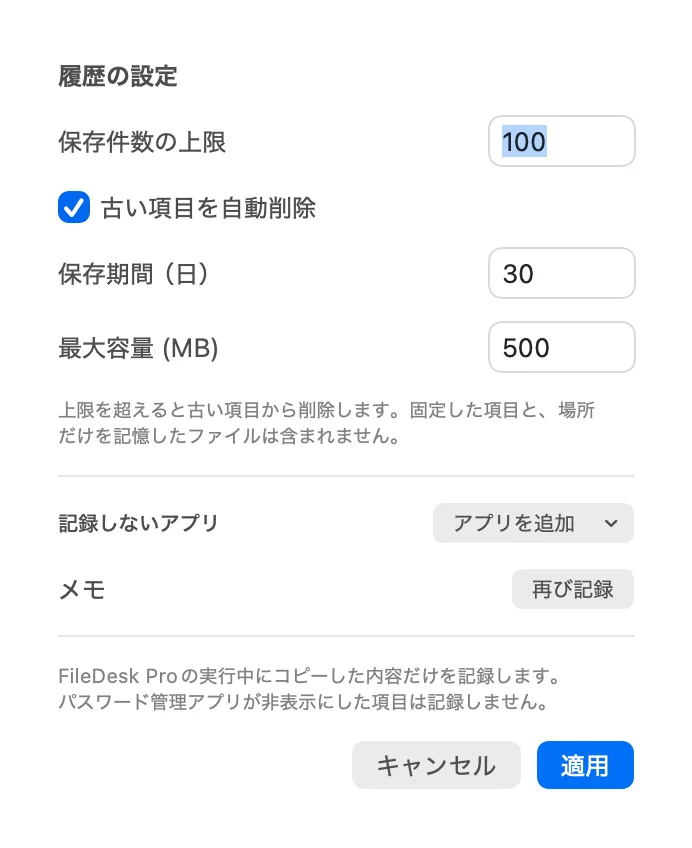 履歴の設定
保存件数の上限 100
古い項目を自動削除
保存期間（日） 30
最大容量 (MB) 500
上限を超えると古い項目から削除します。固定した項目と、場所
だけを記憶したファイルは含まれません。
記録しないアプリ アプリを追加
メモ 再び記録
FileDesk Proの実行中にコピーした内容だけを記録します。
パスワード管理アプリが非表示にした項目は記録しません。
キャンセル 適用